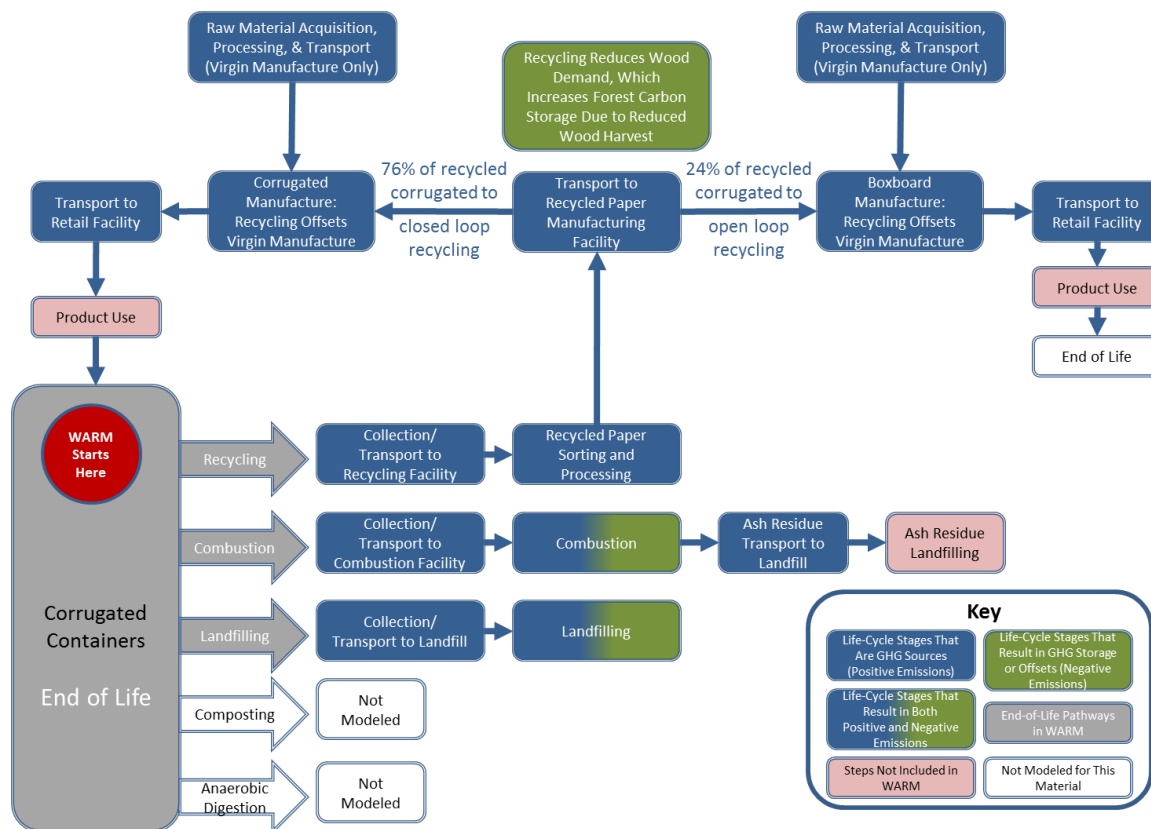 Raw Material Acquisition,
Processing, & Transport
(Virgin Manufacture Only)
Recycling Reduces Wood
Demand, Which
Increases Forest Carbon
Storage Due to Reduced
Wood Harvest
Raw Material Acquisition,
Processing, & Transport
(Virgin Manufacture Only)
Transport to
Retail Facility
Corrugated
Manufacture:
Recycling Offsets
Virgin Manufacture
76% of recycled
corrugated to
closed loop
recycling
Transport to
Recycled Paper
Manufacturing
Facility
24% of recycled
corrugated to
open loop
recycling
Boxboard
Manufacture:
Recycling Offsets
Virgin Manufacture
Transport to
Retail Facility
Product Use
Product Use
End of Life
WARM
Starts
Here
Corrugated
Containers
End of Life
Recycling
Collection/
Transport to
Recycling Facility
Recycled Paper
Sorting and
Processing
Combustion
Collection/
Transport to
Combustion Facility
Combustion
Ash Residue
Transport to
Landfill
Ash Residue
Landfilling
Landfilling
Collection/
Transport to Landfill
Landfilling
Composting
Not
Modeled
Anaerobic
Digestion
Not
Modeled
Key
Life-Cycle Stages That
Are GHG Sources
(Positive Emissions)
Life-Cycle Stages That
Result in GHG Storage
or Offsets (Negative
Emissions)
Life-Cycle Stages That
Result in Both
Positive and Negative
Emissions
End-of-Life Pathways
in WARM
Steps Not Included in
WARM
Not Modeled for This
Material